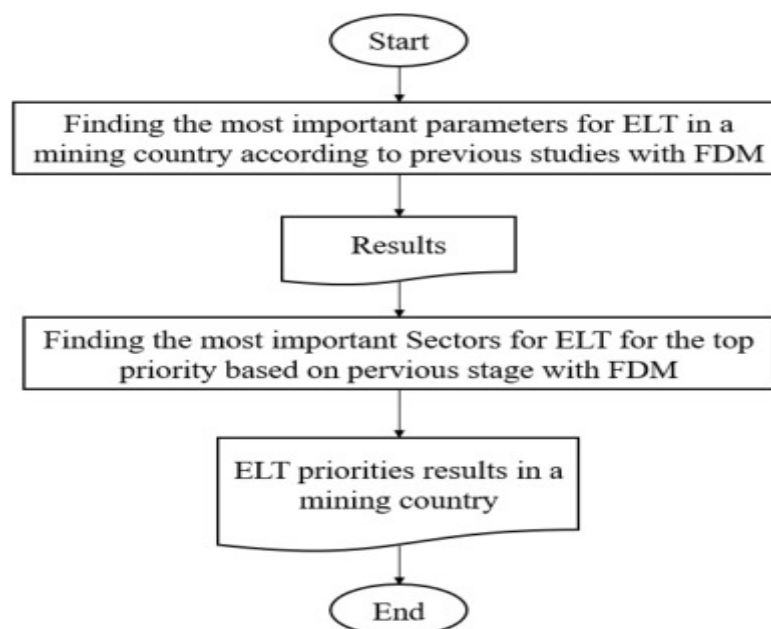 Start
Finding the most important parameters for ELT in a
mining country according to previous studies with FDM
Results
Finding the most important Sectors for ELT for the top
priority based on pervious stage with FDM
ELT priorities results in a
mining country
End